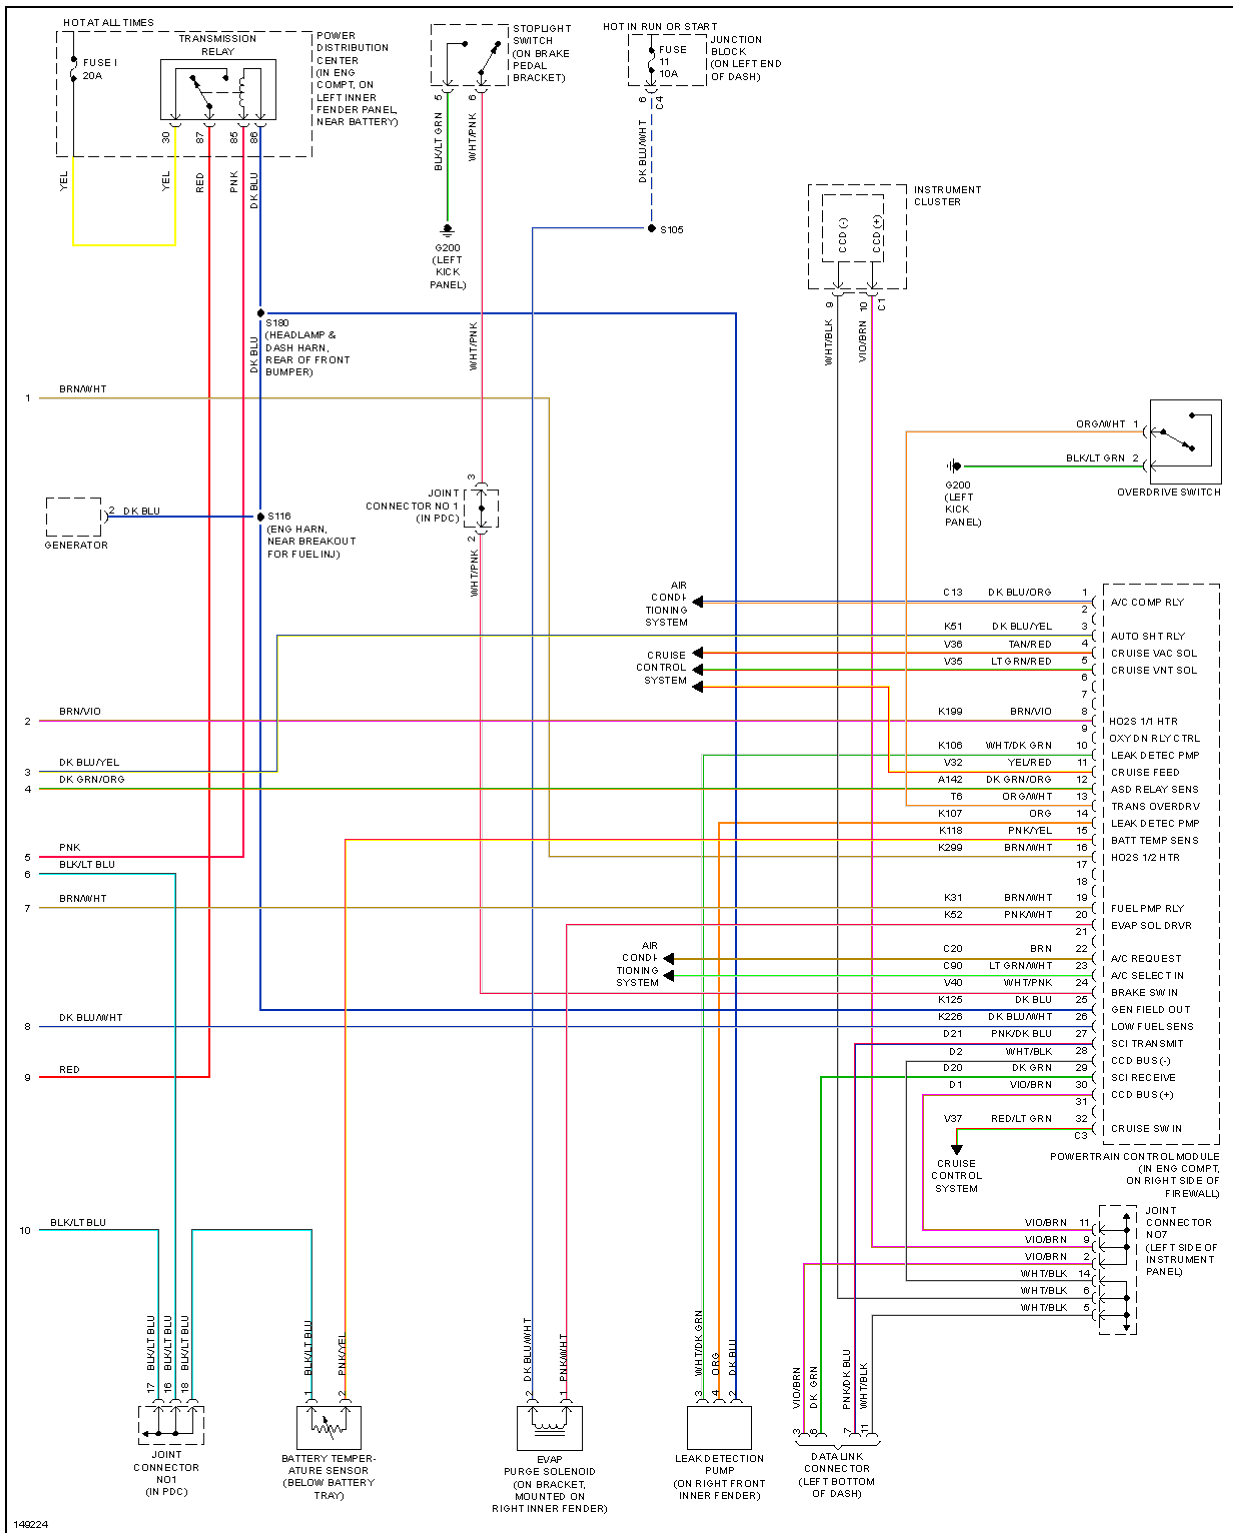 HOT AT ALL TIMES
TRANSMISSION
RELAY
FUSE I
20A
POWER
DISTRIBUTION
CENTER
(IN ENG
COMPT, ON
LEFT INNER
FENDER PANEL,
NEAR BATTERY)
30
87
85
86
YEL
YEL
RED
PNK
DK BLU
STOPLIGHT
SWITCH
(ON BRAKE
PEDAL
BRACKET)
5
6
BLK/LT GRN
WHT/PNK
G200
(LEFT
KICK
PANEL)
HOT IN RUN OR START
FUSE
11
10A
JUNCTION
BLOCK
(ON LEFT END
OF DASH)
6
C4
DK BLU/WHT
S105
INSTRUMENT
CLUSTER
CCD (-)
CCD (+)
9
10
C1
WHT/BLK
VIO/BRN
S180
(HEADLAMP &
DASH HARN,
REAR OF FRONT
BUMPER)
DK BLU
WHT/PNK
1
BRN/WHT
ORG/WHT 1
BLK/LT GRN 2
OVERDRIVE SWITCH
G200
(LEFT
KICK
PANEL)
3
JOINT
CONNECTOR NO 1
(IN PDC)
2
WHT/PNK
GENERATOR
2 DK BLU
S116
(ENG HARN,
NEAR BREAKOUT
FOR FUEL INJ)
AIR
CONDI-
TIONING
SYSTEM
CRUISE
CONTROL
SYSTEM
C13 DK BLU/ORG 1 A/C COMP RLY
2
K51 DK BLU/YEL 3 AUTO SHT RLY
V36 TAN/RED 4 CRUISE VAC SOL
V35 LT GRN/RED 5 CRUISE VNT SOL
6
7
K199 BRN/VIO 8 HO2S 1/1 HTR
9 OXY DN RLY CTRL
K106 WHT/DK GRN 10 LEAK DETEC PMP
V32 YEL/RED 11 CRUISE FEED
A142 DK GRN/ORG 12 ASD RELAY SENS
T6 ORG/WHT 13 TRANS OVERDRV
K107 ORG 14 LEAK DETEC PMP
K118 PNK/YEL 15 BATT TEMP SENS
K299 BRN/WHT 16 HO2S 1/2 HTR
17
18
K31 BRN/WHT 19 FUEL PMP RLY
K52 PNK/WHT 20 EVAP SOL DRVR
21
C20 BRN 22 A/C REQUEST
C90 LT GRN/WHT 23 A/C SELECT IN
V40 WHT/PNK 24 BRAKE SW IN
K125 DK BLU 25 GEN FIELD OUT
K226 DK BLU/WHT 26 LOW FUEL SENS
D21 PNK/DK BLU 27 SCI TRANSMIT
D2 WHT/BLK 28 CCD BUS (-)
D20 DK GRN 29 SCI RECEIVE
D1 VIO/BRN 30 CCD BUS (+)
31
V37 RED/LT GRN 32 CRUISE SW IN
C3
AIR
CONDI-
TIONING
SYSTEM
CRUISE
CONTROL
SYSTEM
POWERTRAIN CONTROL MODULE
(IN ENG COMPT,
ON RIGHT SIDE OF
FIREWALL)
2 BRN/VIO
3 DK BLU/YEL
4 DK GRN/ORG
5 PNK
6 BLK/LT BLU
7 BRN/WHT
8 DK BLU/WHT
9 RED
10 BLK/LT BLU
VIO/BRN 11
VIO/BRN 9
VIO/BRN 2
WHT/BLK 14
WHT/BLK 6
WHT/BLK 5
JOINT
CONNECTOR
NO7
(LEFT SIDE OF
INSTRUMENT
PANEL)
17 BLK/LT BLU
16 BLK/LT BLU
18 BLK/LT BLU
JOINT
CONNECTOR
NO1
(IN PDC)
1 BLK/LT BLU
2 PNK/YEL
BATTERY TEMPER-
ATURE SENSOR
(BELOW BATTERY
TRAY)
2 DK BLU/WHT
1 PNK/WHT
EVAP
PURGE SOLENOID
(ON BRACKET,
MOUNTED ON
RIGHT INNER FENDER)
3 WHT/DK GRN
4 ORG
2 DK BLU
LEAK DETECTION
PUMP
(ON RIGHT FRONT
INNER FENDER)
3 VIO/BRN
6 DK GRN
7 PNK/DK BLU
11 WHT/BLK
DATA LINK
CONNECTOR
(LEFT BOTTOM
OF DASH)
149224